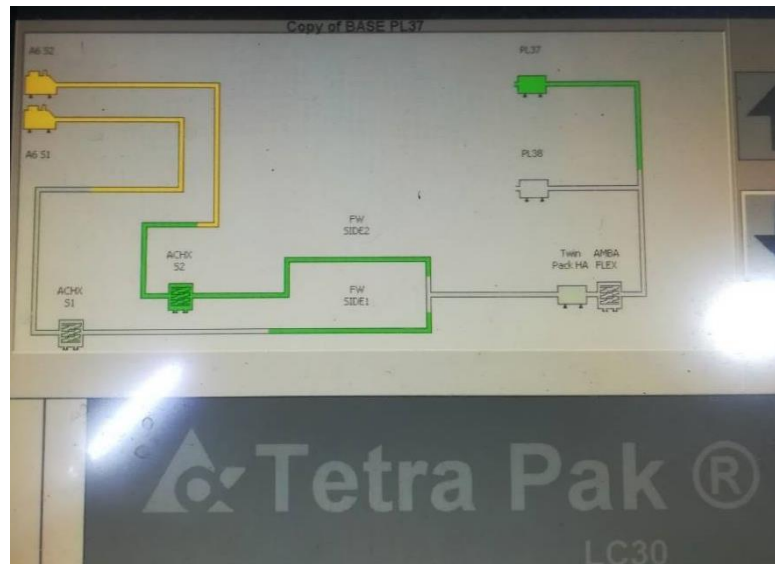 Copy of BASE PL37
A6 S2
PL37
A6 S1
PL38
FW
SIDE2
ACHX
S2
Twin
Pack HA
AMBA
FLEX
ACHX
S1
FW
SIDE1
Tetra Pak ®
LC30